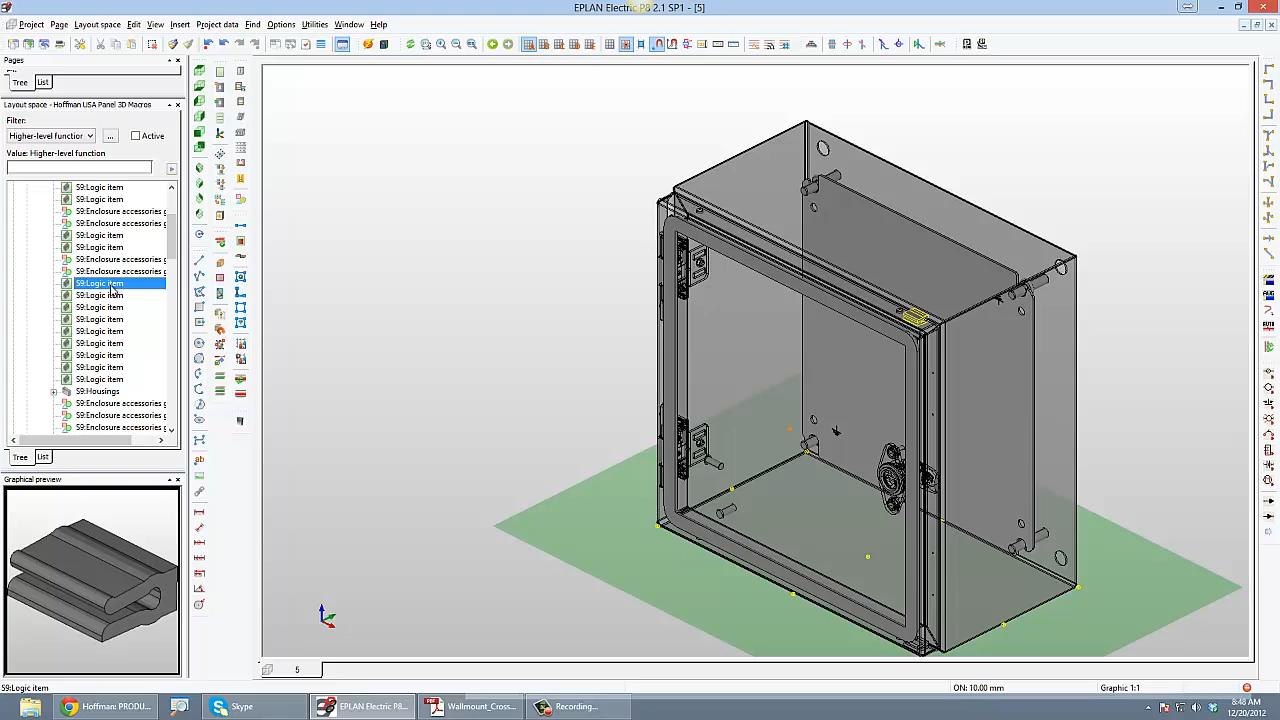 EPLAN Electric P8 2.1 SP1 - [5]
Project Page Layout space Edit View Insert Project data Find Options Utilities Window Help
Pages
Tree List
Layout space - Hoffman USA Panel 3D Macros
Filter:
Higher-level function ... Active
Value: Higher-level function
S9:Logic item
S9:Logic item
S9:Enclosure accessories g
S9:Enclosure accessories g
S9:Logic item
S9:Logic item
S9:Enclosure accessories g
S9:Enclosure accessories g
S9:Logic item
S9:Logic item
S9:Logic item
S9:Logic item
S9:Logic item
S9:Logic item
S9:Logic item
S9:Logic item
S9:Logic item
S9:Housings
S9:Enclosure accessories g
S9:Enclosure accessories g
S9:Enclosure accessories g
Tree List
Graphical preview
5
S9:Logic item
ON: 10.00 mm
Graphic 1:1
Hoffman: PRODU...
Skype
EPLAN Electric P8...
Wallmount_Cross...
Recording...
8:48 AM
12/20/2012